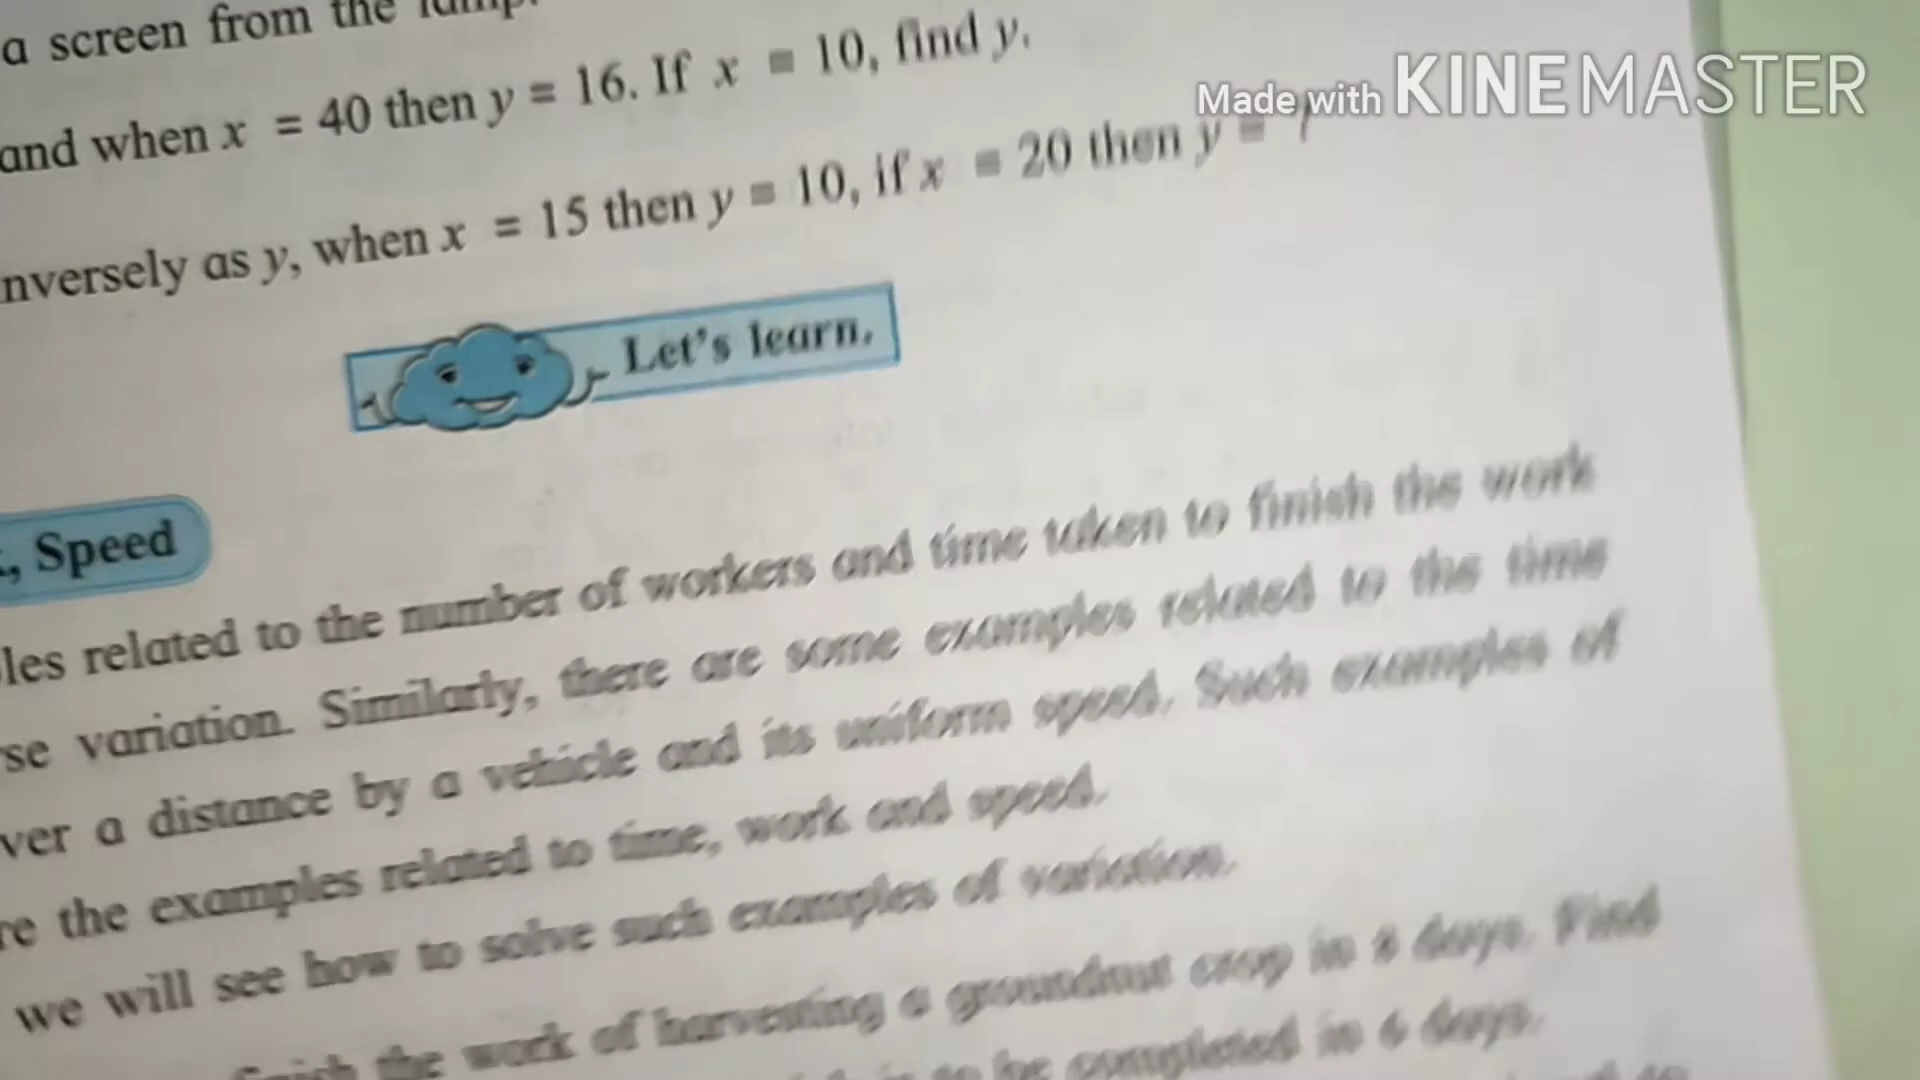 a screen from the lamp.
and when x = 40 then y = 16. If x = 10, find y.
Made with KINEMASTER
nversely as y, when x = 15 then y = 10, if x = 20 then y = ?
Let's learn.
, Speed
les related to the number of workers and time taken to finish the work
se variation. Similarly, there are some examples related to the time
ver a distance by a vehicle and its uniform speed. Such examples of
re the examples related to time, work and speed.
we will see how to solve such examples of variation.
finish the work of harvesting a groundnut crop in 8 days. Find
is to be completed in 6 days.